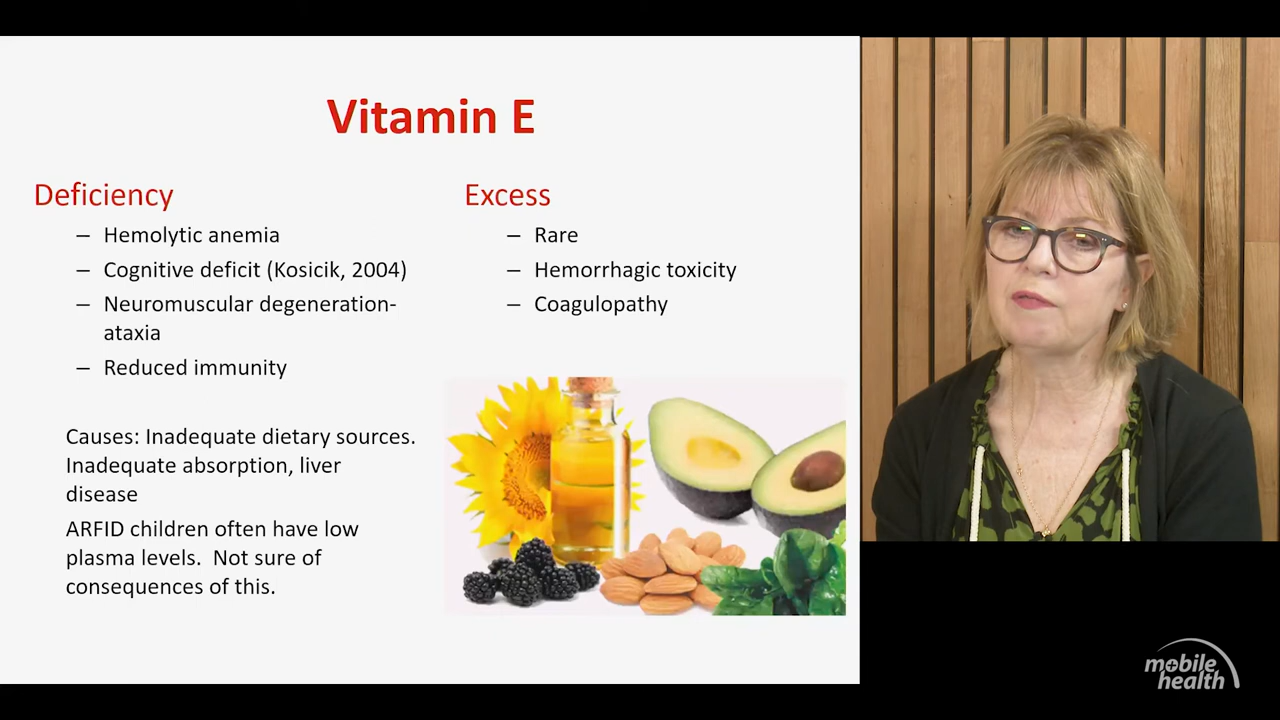 Vitamin E
Deficiency
– Hemolytic anemia
– Cognitive deficit (Kosicik, 2004)
– Neuromuscular degeneration-
ataxia
– Reduced immunity
Causes: Inadequate dietary sources.
Inadequate absorption, liver
disease
ARFID children often have low
plasma levels.  Not sure of
consequences of this.
Excess
– Rare
– Hemorrhagic toxicity
– Coagulopathy
mobile
health